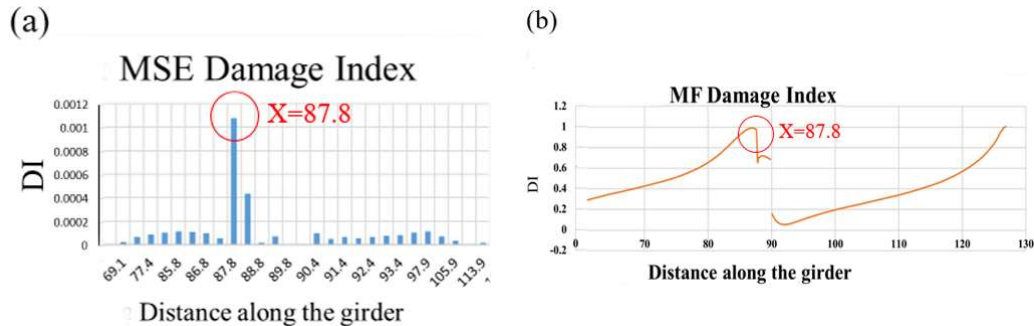 (a)
MSE Damage Index
X=87.8
DI
0.0012
0.001
0.0008
0.0006
0.0004
0.0002
0
69.1 77.4 85.8 86.8 87.8 88.8 89.8 90.4 91.4 92.4 93.4 97.9 105.9 113.9
Distance along the girder
(b)
MF Damage Index
X=87.8
DI
1.2
1
0.8
0.6
0.4
0.2
0
-0.2
0 70 80 90 100 110 120 130
Distance along the girder